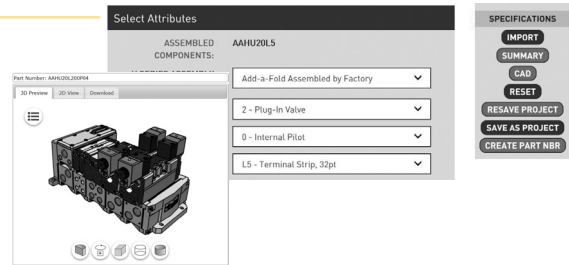 Select Attributes
ASSEMBLED
COMPONENTS:
AAHU20L5
Add-a-Fold Assembled by Factory
2 - Plug-In Valve
0 - Internal Pilot
L5 - Terminal Strip, 32pt
Part Number: AAHU20L200P04
3D Preview
2D View
Download
SPECIFICATIONS
IMPORT
SUMMARY
CAD
RESET
RESAVE PROJECT
SAVE AS PROJECT
CREATE PART NBR